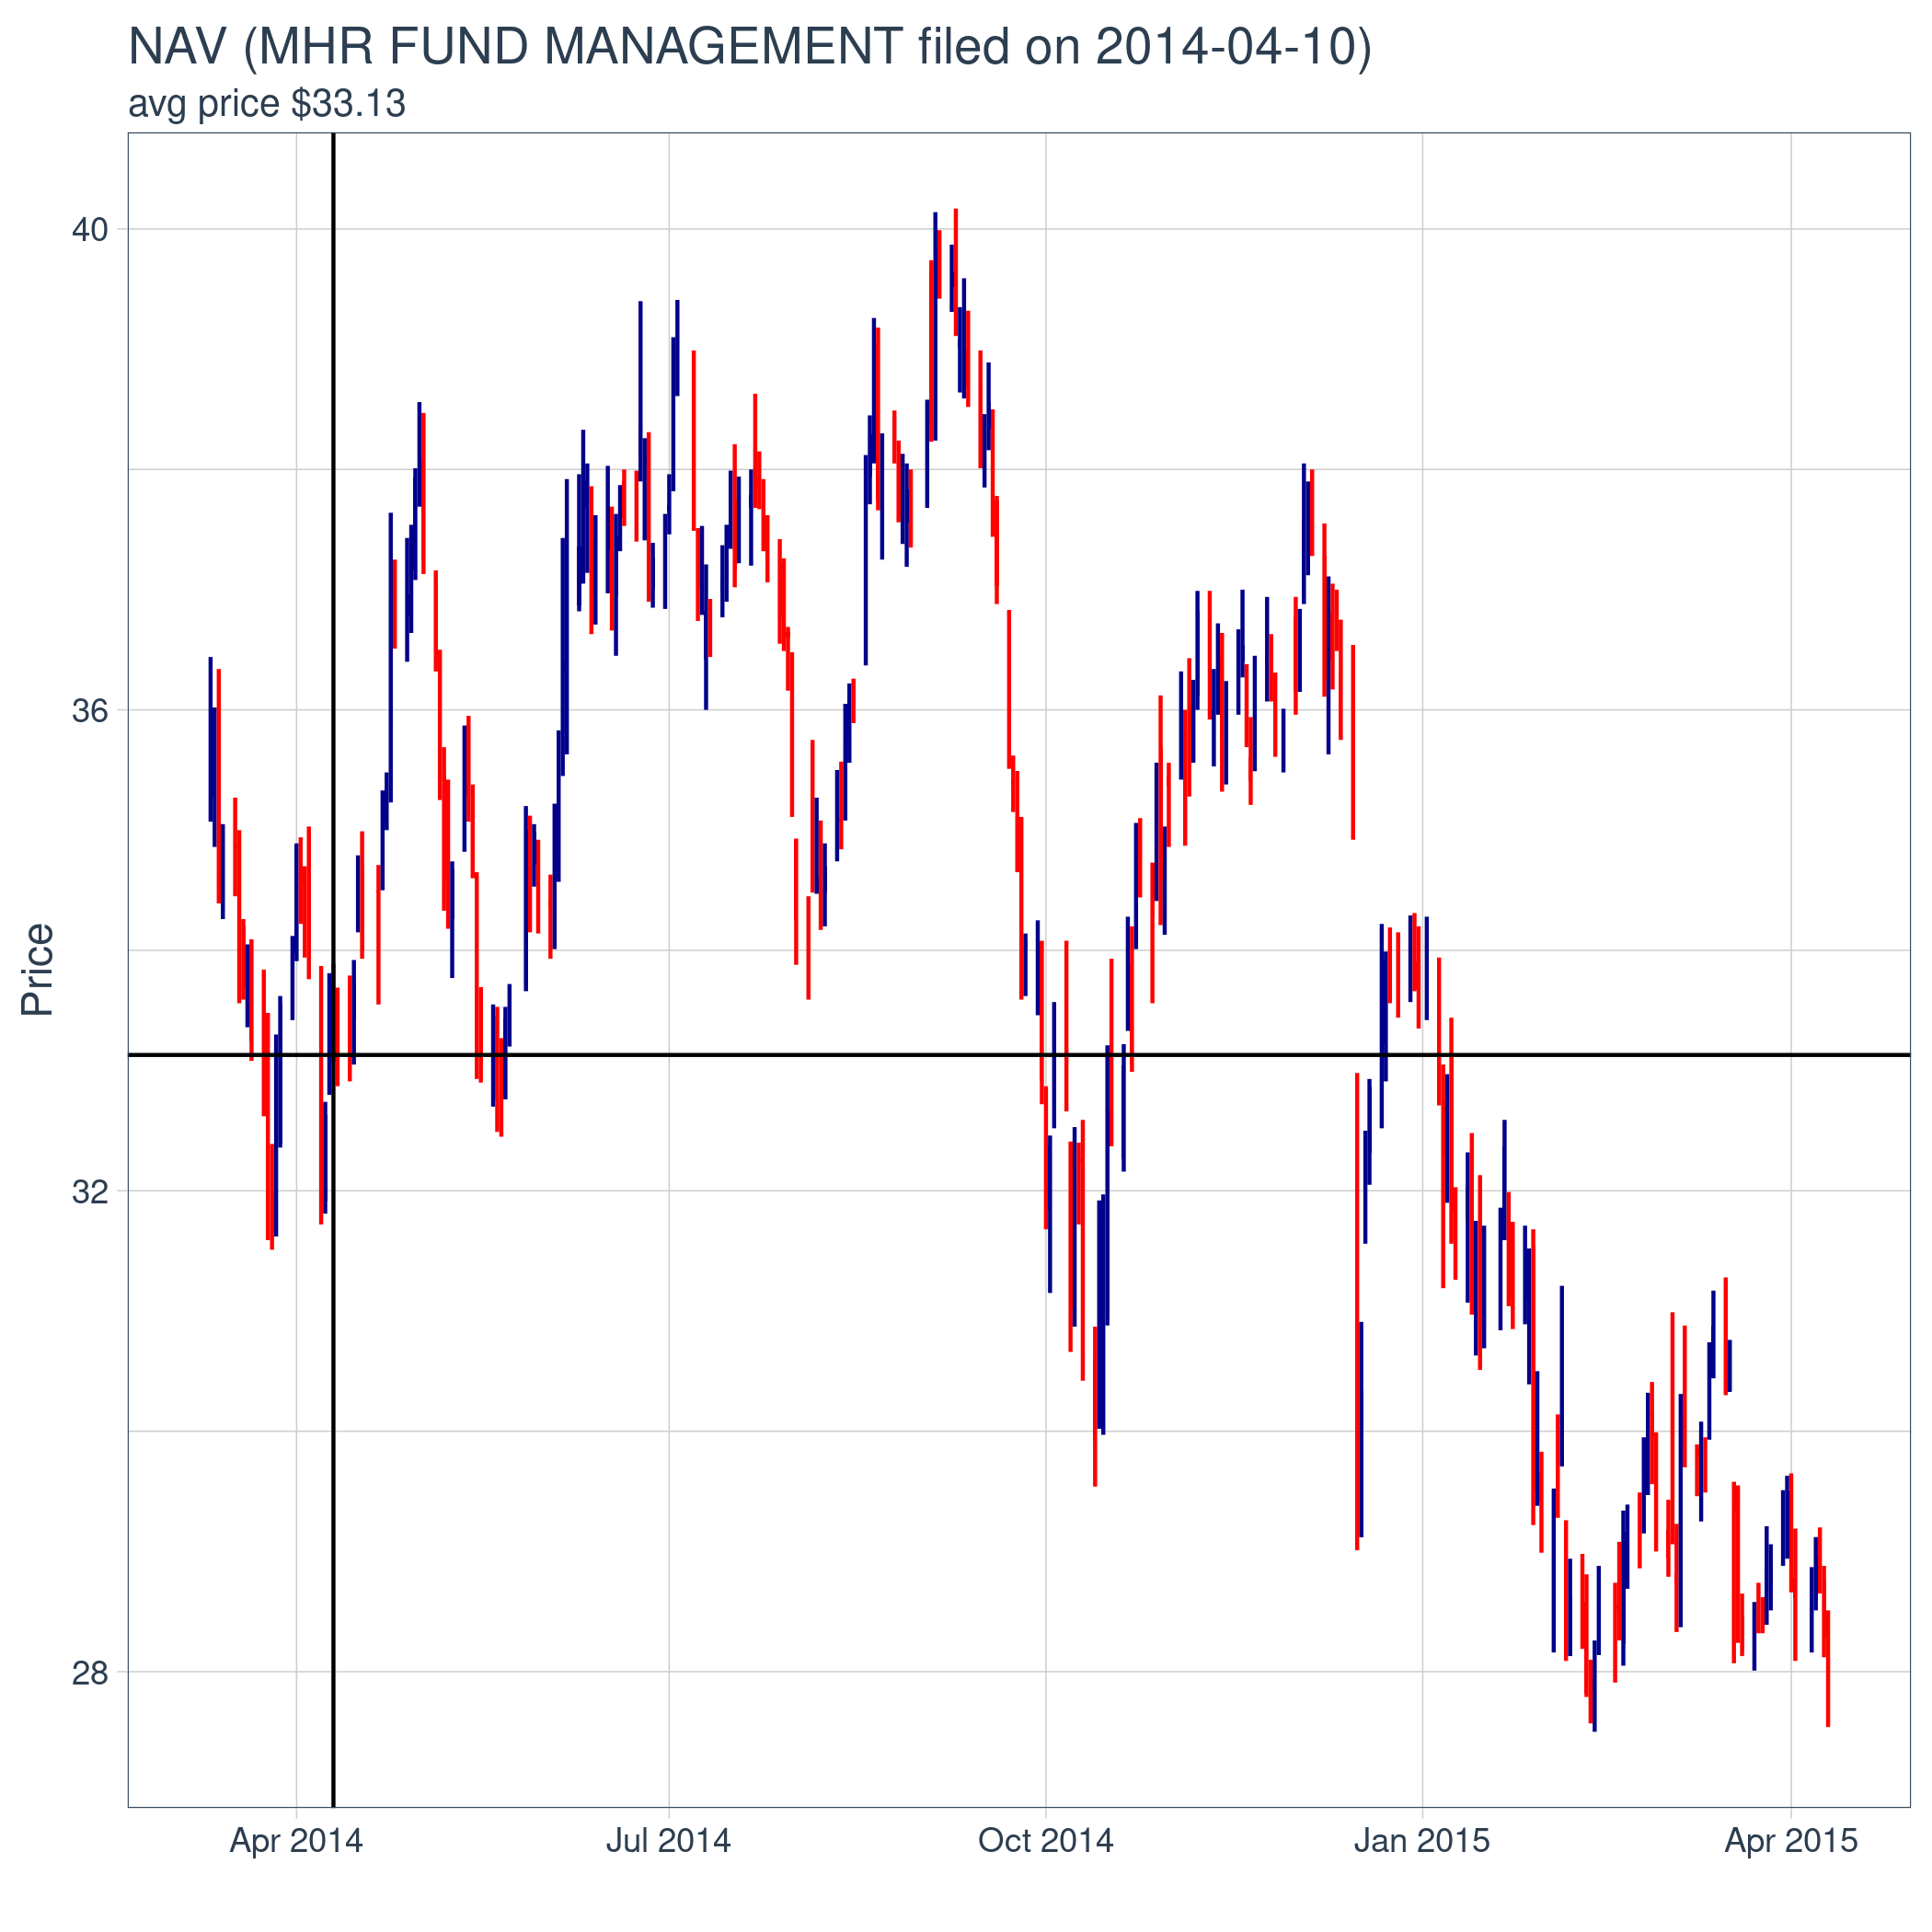 NAV (MHR FUND MANAGEMENT filed on 2014-04-10)
avg price $33.13
40
36
32
28
Price
Apr 2014
Jul 2014
Oct 2014
Jan 2015
Apr 2015